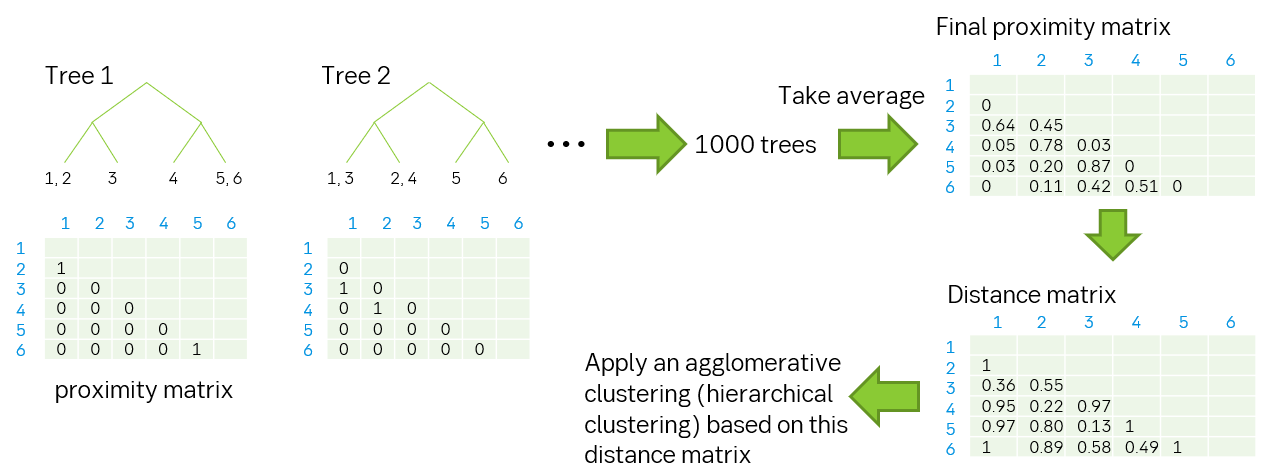 Final proximity matrix
1 2 3 4 5 6
1
2 0
3 0.64 0.45
4 0.05 0.78 0.03
5 0.03 0.20 0.87 0
6 0 0.11 0.42 0.51 0
Tree 1
1, 2 3 4 5, 6
1 2 3 4 5 6
1
2 1
3 0 0
4 0 0 0
5 0 0 0 0
6 0 0 0 0 1
proximity matrix
Tree 2
1, 3 2, 4 5 6
1 2 3 4 5 6
1
2 0
3 1 0
4 0 1 0
5 0 0 0 0
6 0 0 0 0 0
...
1000 trees
Take average
Distance matrix
1 2 3 4 5 6
1
2 1
3 0.36 0.55
4 0.95 0.22 0.97
5 0.97 0.80 0.13 1
6 1 0.89 0.58 0.49 1
Apply an agglomerative
clustering (hierarchical
clustering) based on this
distance matrix